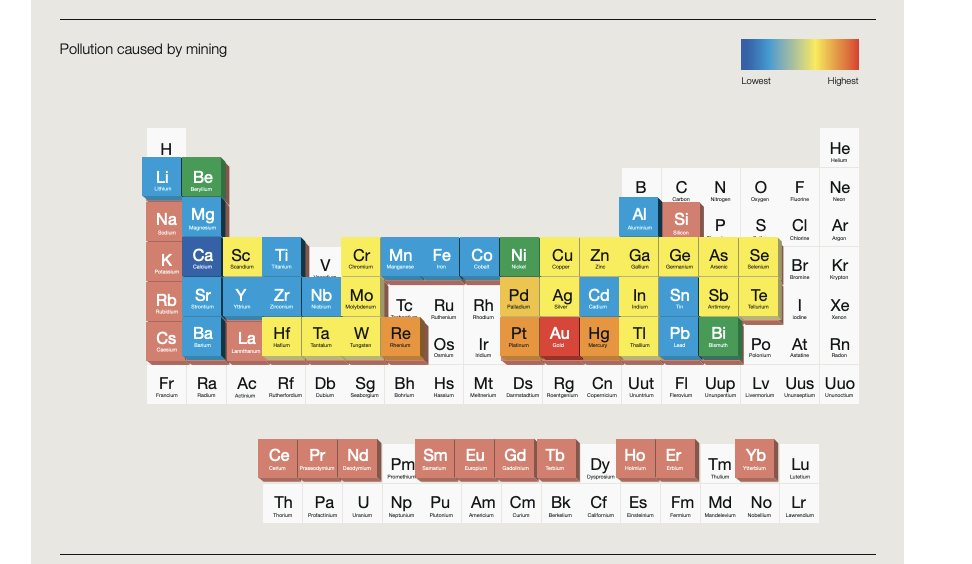 Pollution caused by mining
Lowest Highest
H He
Helium
Li Be B C N O F Ne
Lithium Beryllium Carbon Nitrogen Oxygen Fluorine Neon
Na Mg Al Si P S Cl Ar
Sodium Magnesium Aluminium Silicon Chlorine Argon
K Ca Sc Ti V Cr Mn Fe Co Ni Cu Zn Ga Ge As Se Br Kr
Potassium Calcium Scandium Titanium Chromium Manganese Iron Cobalt Nickel Copper Zinc Gallium Germanium Arsenic Selenium Bromine Krypton
Rb Sr Y Zr Nb Mo Tc Ru Rh Pd Ag Cd In Sn Sb Te I Xe
Rubidium Strontium Yttrium Zirconium Niobium Molybdenum Ruthenium Rhodium Palladium Silver Cadmium Indium Tin Antimony Tellurium Iodine Xenon
Cs Ba La Hf Ta W Re Os Ir Pt Au Hg Tl Pb Bi Po At Rn
Caesium Barium Lannthanum Hafnium Tantalum Tungsten Rhenium Osmium Iridium Platinum Gold Mercury Thallium Lead Bismuth Polonium Astatine Radon
Fr Ra Ac Rf Db Sg Bh Hs Mt Ds Rg Cn Uut Fl Uup Lv Uus Uuo
Francium Radium Actinium Rutherfordium Dubium Seaborgium Bohrium Hassium Meitnerium Darmstadtium Roentgenium Copernicium Ununtrium Flerovium Ununpentium Livermorium Ununseptium Ununoctium
Ce Pr Nd Pm Sm Eu Gd Tb Dy Ho Er Tm Yb Lu
Cerium Praseodymium Deodymium Promethium Samarium Europium Gadolinium Terbium Dysprosium Holmium Erbium Thulium Ytterbium Lutetium
Th Pa U Np Pu Am Cm Bk Cf Es Fm Md No Lr
Thorium Protactinium Uranium Neptunium Plutonium Americium Curium Berkelium Californium Einsteinium Fermium Mandelevium Nobelium Lawrendium